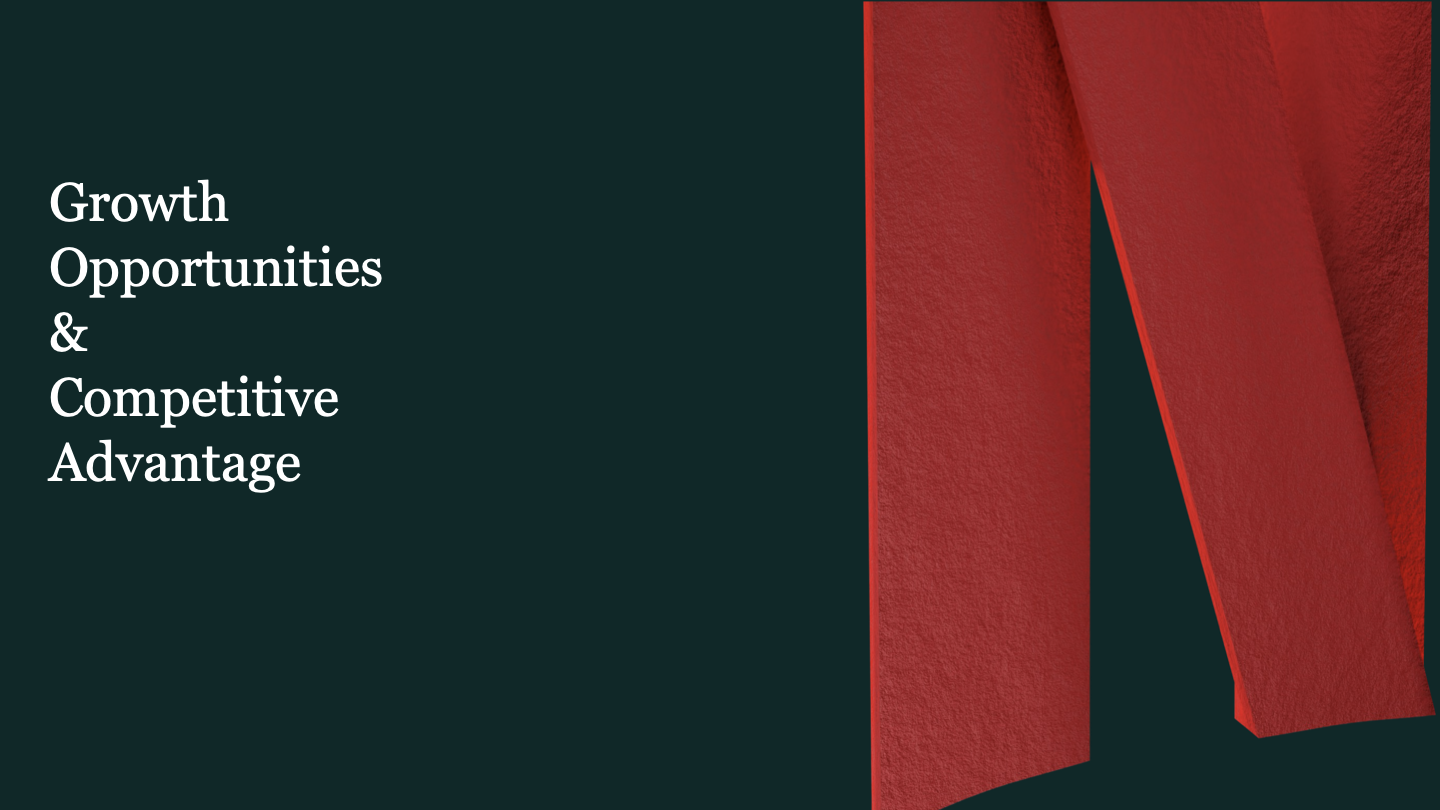 Growth
Opportunities
&
Competitive
Advantage